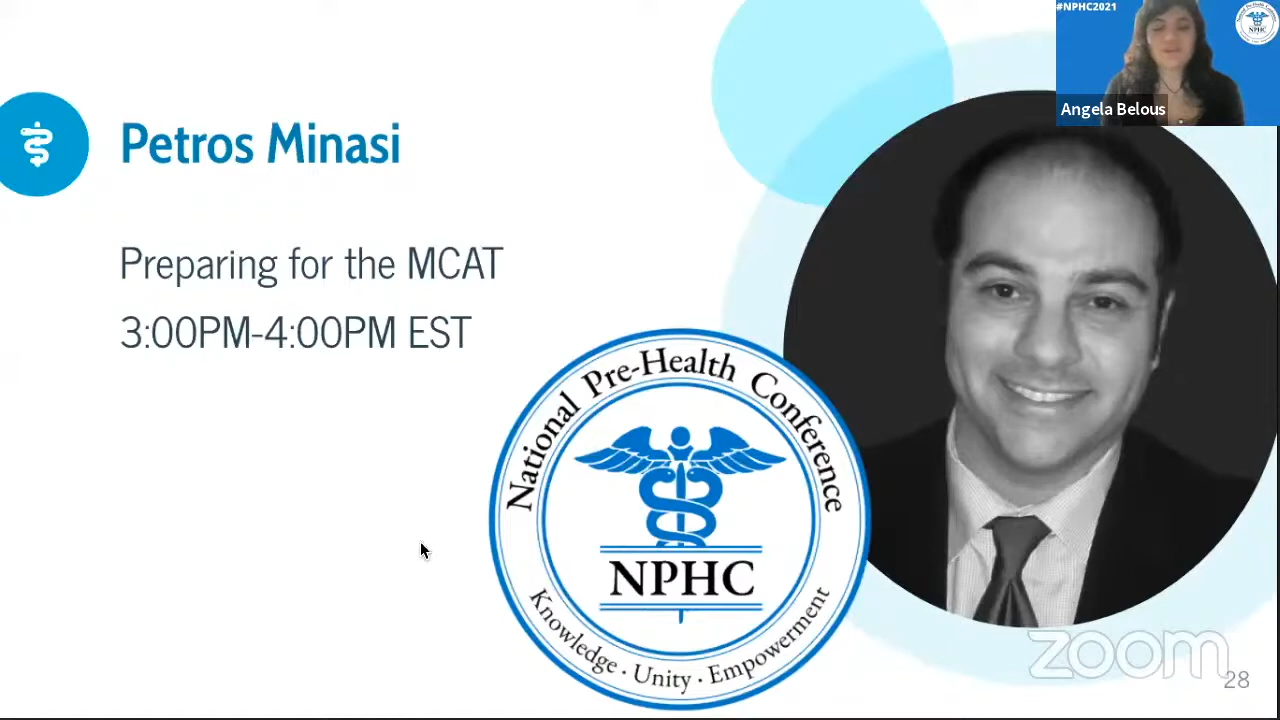 #NPHC2021
NPHC
Angela Belous
Petros Minasi
Preparing for the MCAT
3:00PM-4:00PM EST
National Pre-Health Conference
NPHC
Knowledge · Unity · Empowerment
zoom
28